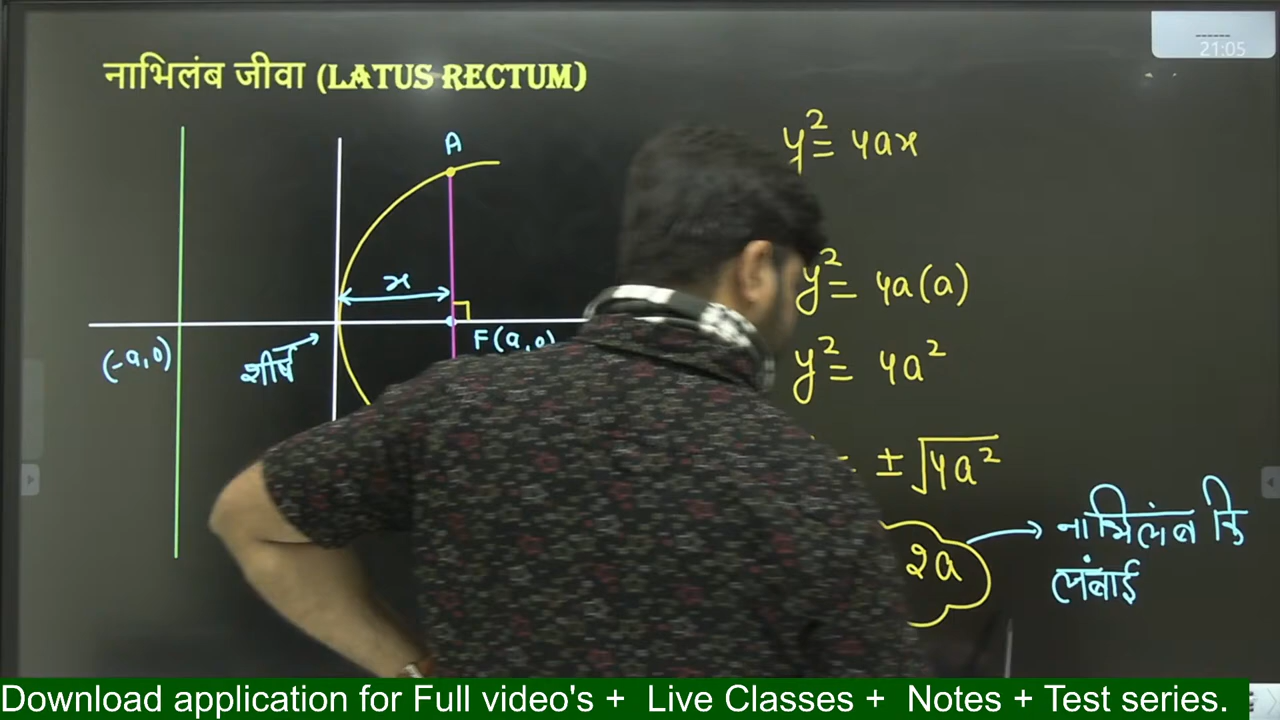 21:05
नाभिलंब जीवा (LATUS RECTUM)
A
x
F(a,0)
(-a,0)
शीर्ष
y² = 4ax
y² = 4a(a)
y² = 4a²
= ± √4a²
2a
नाभिलंब कि
लंबाई
Download application for Full video's + Live Classes + Notes + Test series.